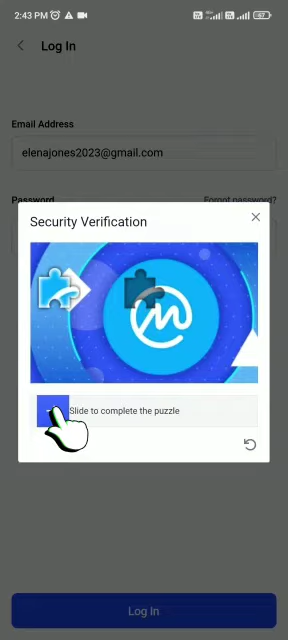 2:43 PM
67
Log In
Email Address
elenajones2023@gmail.com
Password
Forgot password?
Security Verification
Slide to complete the puzzle
Log In